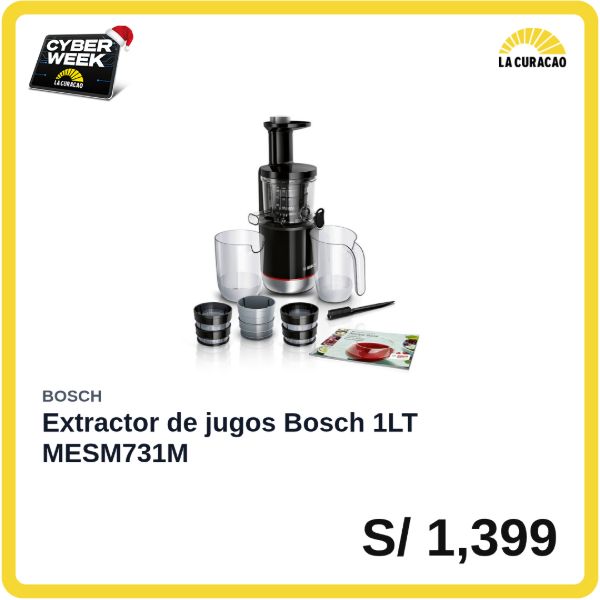 CYBER
WEEK
LA CURACAO
LA CURACAO
BOSCH
Extractor de jugos Bosch 1LT
MESM731M
S/ 1,399